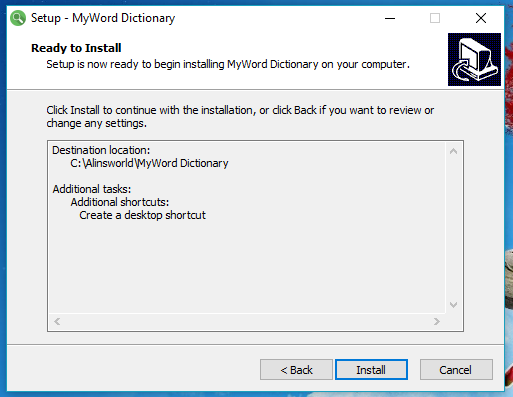 Setup - MyWord Dictionary
Ready to Install
Setup is now ready to begin installing MyWord Dictionary on your computer.
Click Install to continue with the installation, or click Back if you want to review or
change any settings.
Destination location:
C:\Alinsworld\MyWord Dictionary
Additional tasks:
Additional shortcuts:
Create a desktop shortcut
< Back
Install
Cancel